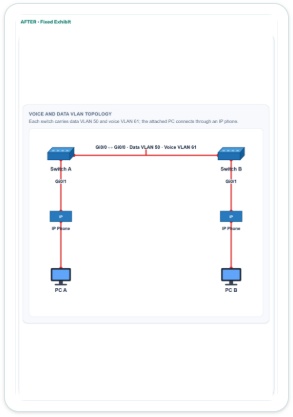 AFTER · Fixed Exhibit
VOICE AND DATA VLAN TOPOLOGY
Each switch carries data VLAN 50 and voice VLAN 61; the attached PC connects through an IP phone.
Gi0/0 — Gi0/0 · Data VLAN 50 · Voice VLAN 61
Switch A Switch B
Gi0/1 Gi0/1
IP IP
IP Phone IP Phone
PC A PC B